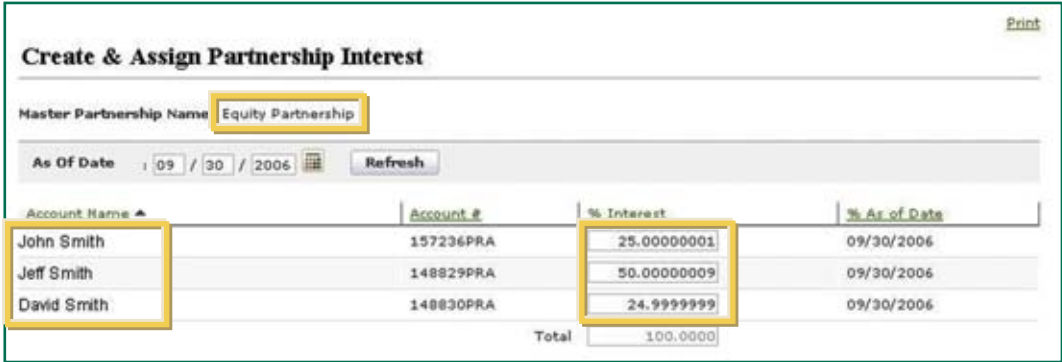 Print
Create & Assign Partnership Interest
Master Partnership Name Equity Partnership
As Of Date : 09 / 30 / 2006 Refresh
Account Name ▲ Account # % Interest % As of Date
John Smith 157236PRA 25.00000001 09/30/2006
Jeff Smith 148829PRA 50.00000009 09/30/2006
David Smith 148830PRA 24.9999999 09/30/2006
Total 100.0000